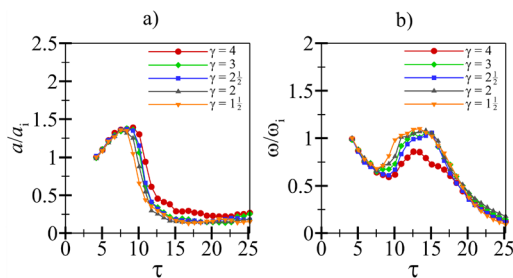 a)
a/a_i
2.5
2
1.5
1
0.5
0
0 5 10 15 20 25
τ
γ = 4
γ = 3
γ = 2½
γ = 2
γ = 1½
b)
ω/ω_i
2
1.5
1
0.5
0
0 5 10 15 20 25
τ
γ = 4
γ = 3
γ = 2½
γ = 2
γ = 1½